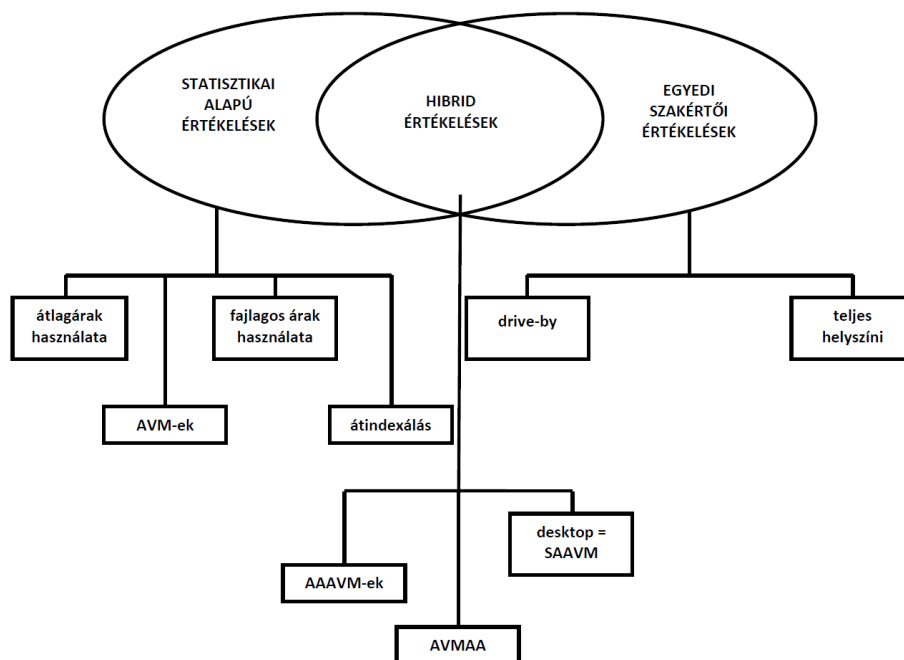 STATISZTIKAI
ALAPÚ
ÉRTÉKELÉSEK
HIBRID
ÉRTÉKELÉSEK
EGYEDI
SZAKÉRTŐI
ÉRTÉKELÉSEK
átlagárak
használata
fajlagos árak
használata
drive-by
teljes
helyszíni
AVM-ek
átindexálás
desktop =
SAAVM
AAAVM-ek
AVMAA